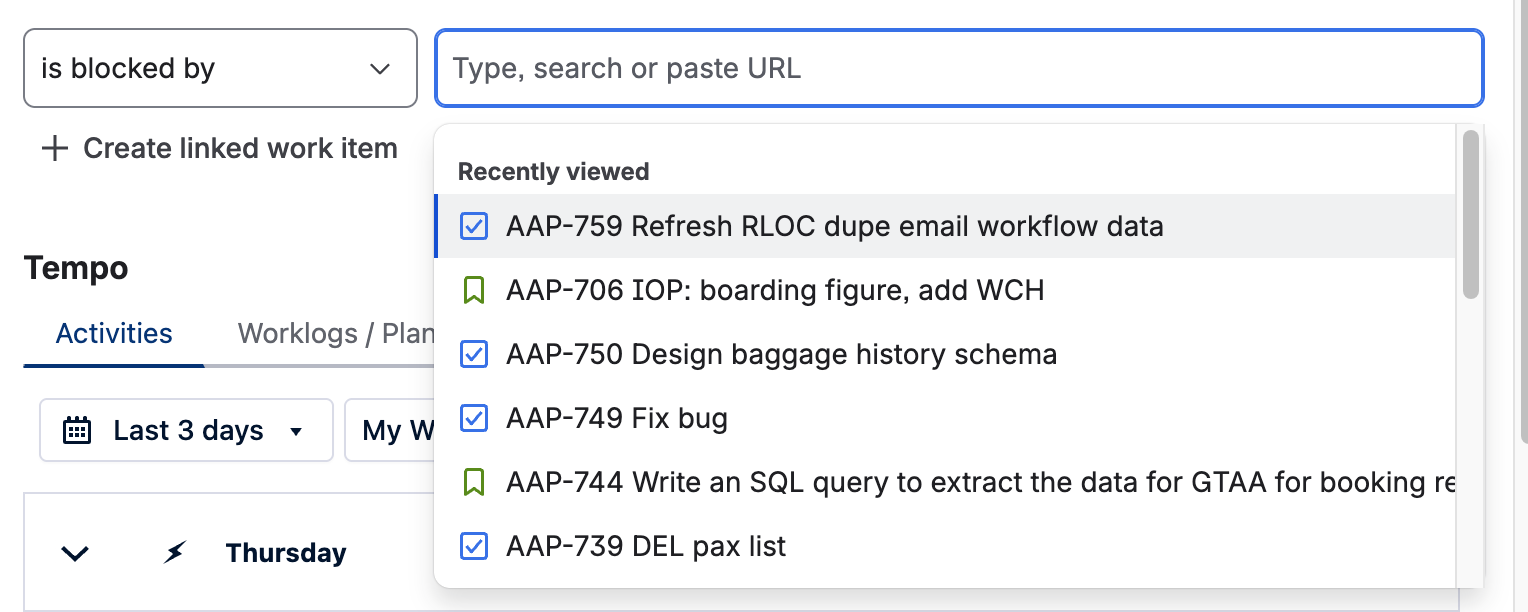 is blocked by
Type, search or paste URL
Create linked work item
Recently viewed
AAP-759 Refresh RLOC dupe email workflow data
AAP-706 IOP: boarding figure, add WCH
AAP-750 Design baggage history schema
AAP-749 Fix bug
AAP-744 Write an SQL query to extract the data for GTAA for booking re
AAP-739 DEL pax list
Tempo
Activities
Worklogs / Plan
Last 3 days
My W
Thursday